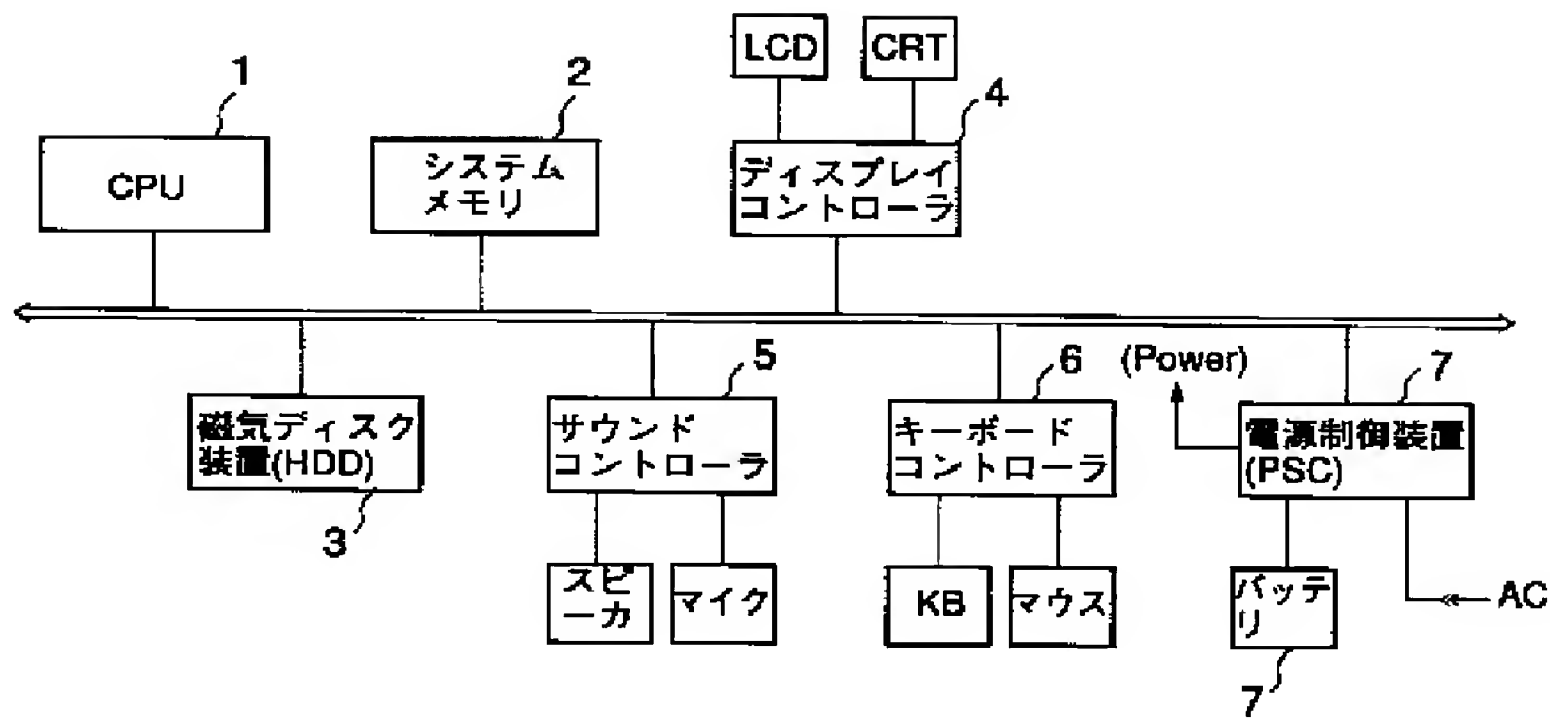 LCD
CRT
1
2
4
CPU
システム
メモリ
ディスプレイ
コントローラ
5
6
(Power)
7
磁気ディスク
装置(HDD)
サウンド
コントローラ
キーボード
コントローラ
電源制御装置
(PSC)
3
スピ
ーカ
マイク
KB
マウス
バッテ
リ
AC
7